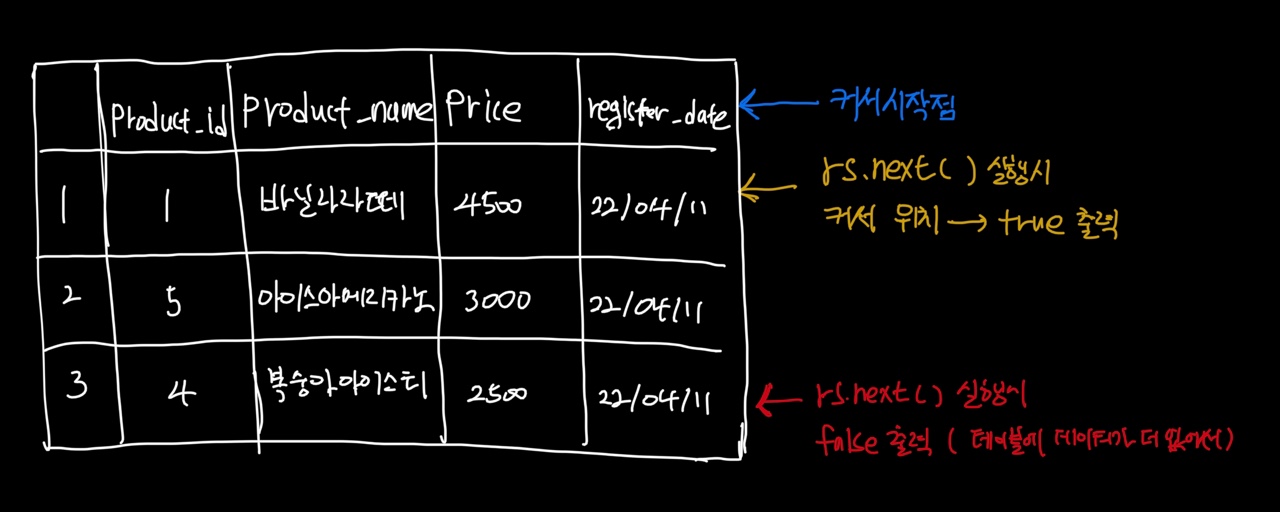 product_id product_name Price register_date
← 커서시작점
1 1 바닐라라떼 4500 22/04/11
← rs.next() 실행시
커서 위치 → true 출력
2 5 아이스아메리카노 3000 22/04/11
3 4 복숭아아이스티 2500 22/04/11
← rs.next() 실행시
false 출력 ( 테이블에 데이터가 더 없어서)